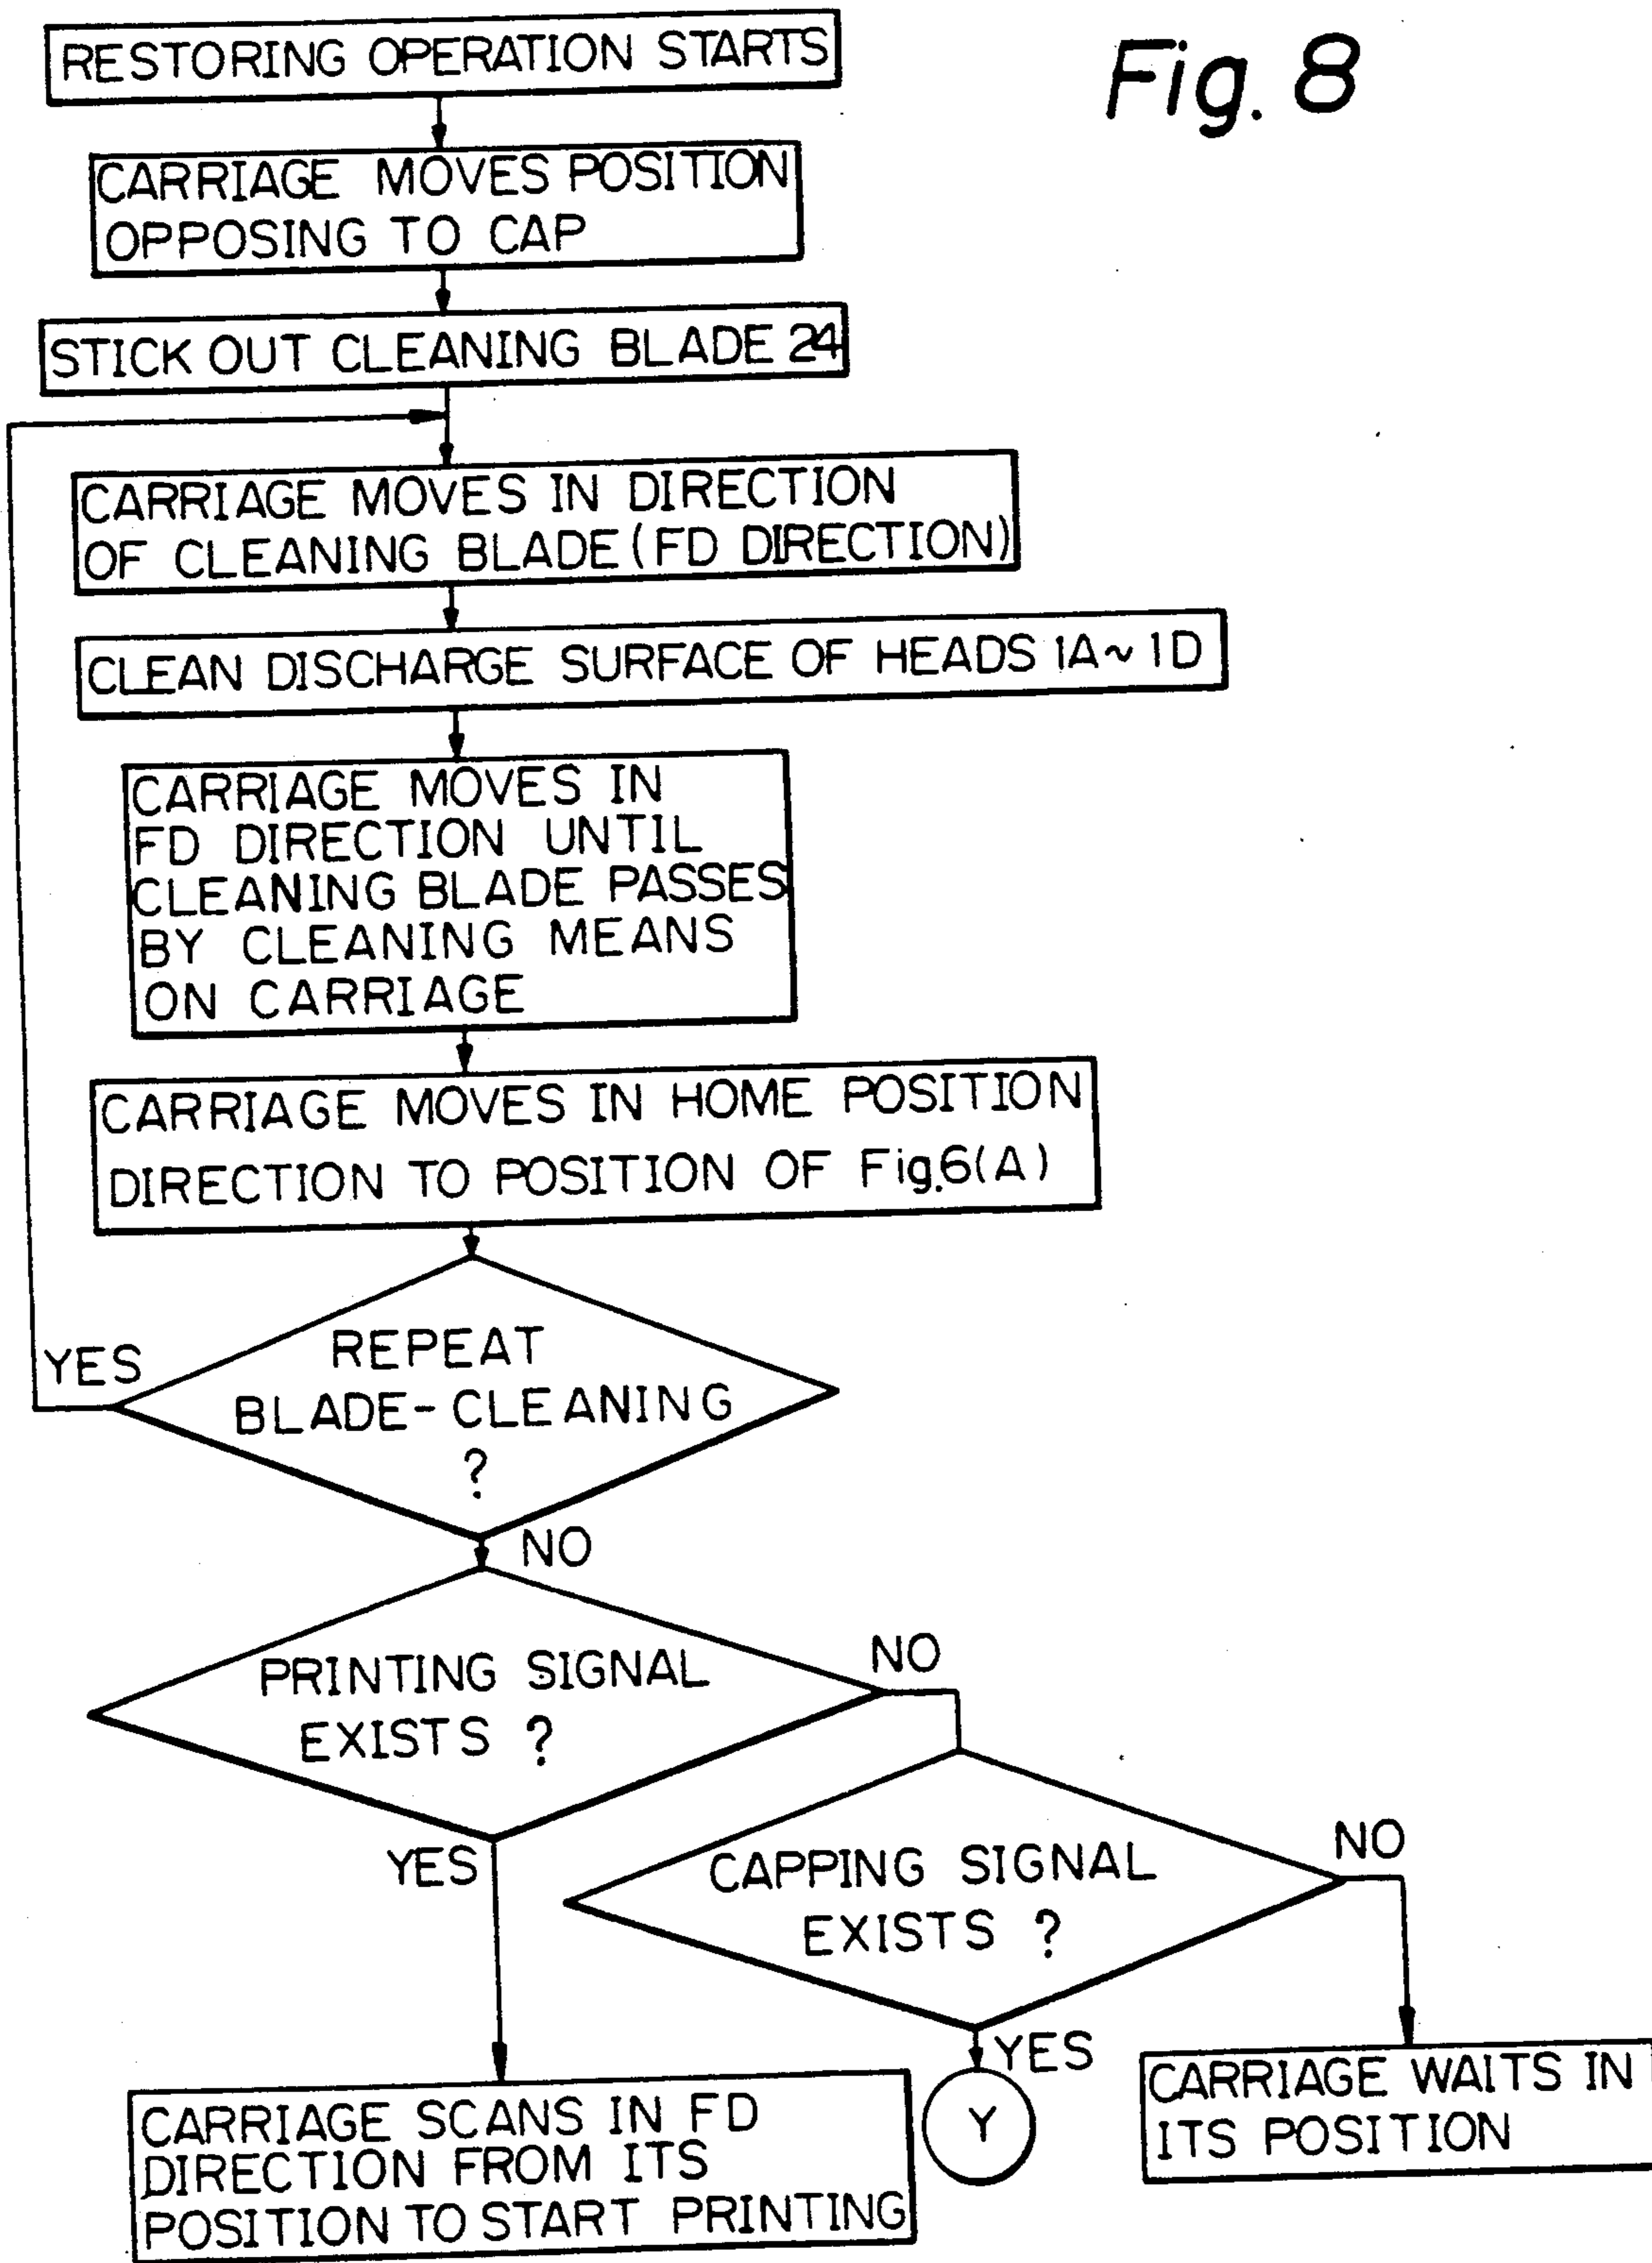 Fig. 8
RESTORING OPERATION STARTS
CARRIAGE MOVES POSITION
OPPOSING TO CAP
STICK OUT CLEANING BLADE 24
CARRIAGE MOVES IN DIRECTION
OF CLEANING BLADE (FD DIRECTION)
CLEAN DISCHARGE SURFACE OF HEADS 1A~1D
CARRIAGE MOVES IN
FD DIRECTION UNTIL
CLEANING BLADE PASSES
BY CLEANING MEANS
ON CARRIAGE
CARRIAGE MOVES IN HOME POSITION
DIRECTION TO POSITION OF Fig.6(A)
YES
REPEAT
BLADE-CLEANING
?
NO
PRINTING SIGNAL
EXISTS ?
NO
YES
CAPPING SIGNAL
EXISTS ?
NO
YES
CARRIAGE SCANS IN FD
DIRECTION FROM ITS
POSITION TO START PRINTING
Y
CARRIAGE WAITS IN
ITS POSITION